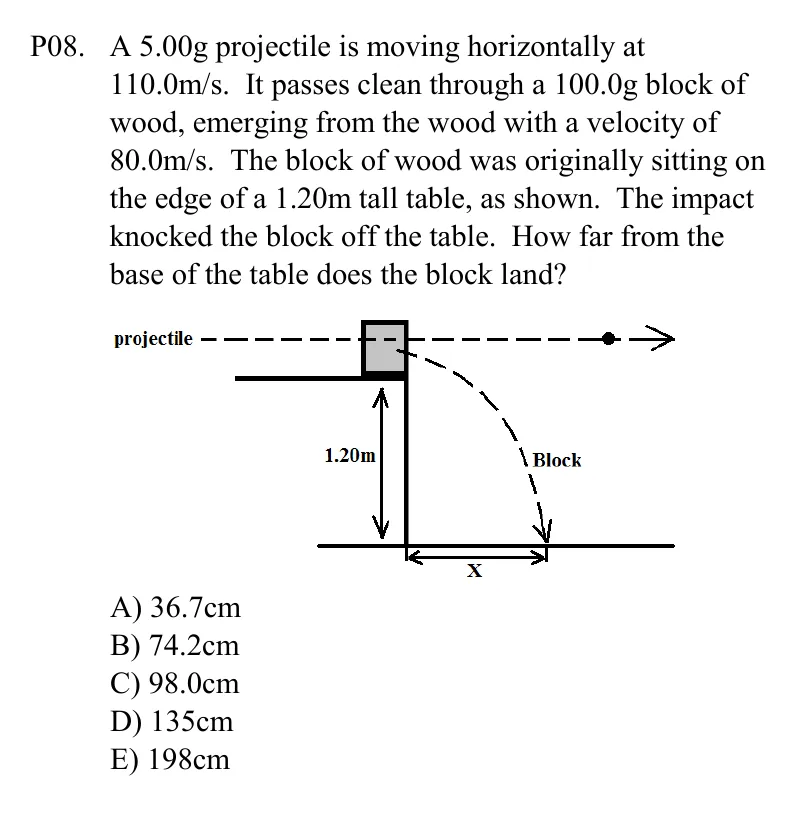 P08. A 5.00g projectile is moving horizontally at
110.0m/s. It passes clean through a 100.0g block of
wood, emerging from the wood with a velocity of
80.0m/s. The block of wood was originally sitting on
the edge of a 1.20m tall table, as shown. The impact
knocked the block off the table. How far from the
base of the table does the block land?
projectile
1.20m
Block
X
A) 36.7cm
B) 74.2cm
C) 98.0cm
D) 135cm
E) 198cm